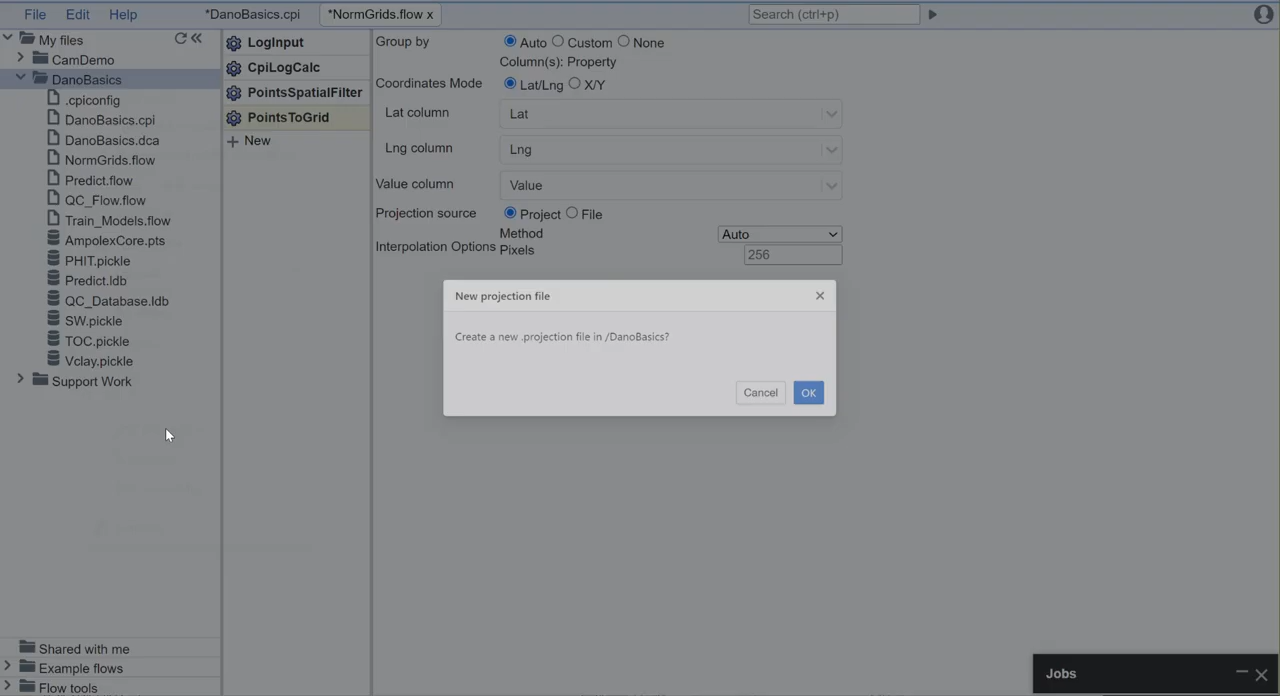 File Edit Help *DanoBasics.cpi *NormGrids.flow x Search (ctrl+p)
My files
CamDemo
DanoBasics
.cpiconfig
DanoBasics.cpi
DanoBasics.dca
NormGrids.flow
Predict.flow
QC_Flow.flow
Train_Models.flow
AmpolexCore.pts
PHIT.pickle
Predict.ldb
QC_Database.ldb
SW.pickle
TOC.pickle
Vclay.pickle
Support Work
Shared with me
Example flows
Flow tools
LogInput
CpiLogCalc
PointsSpatialFilter
PointsToGrid
+ New
Group by Auto Custom None
Column(s): Property
Coordinates Mode Lat/Lng X/Y
Lat column Lat
Lng column Lng
Value column Value
Projection source Project File
Interpolation Options
Method Auto
Pixels 256
New projection file
Create a new .projection file in /DanoBasics?
Cancel OK
Jobs